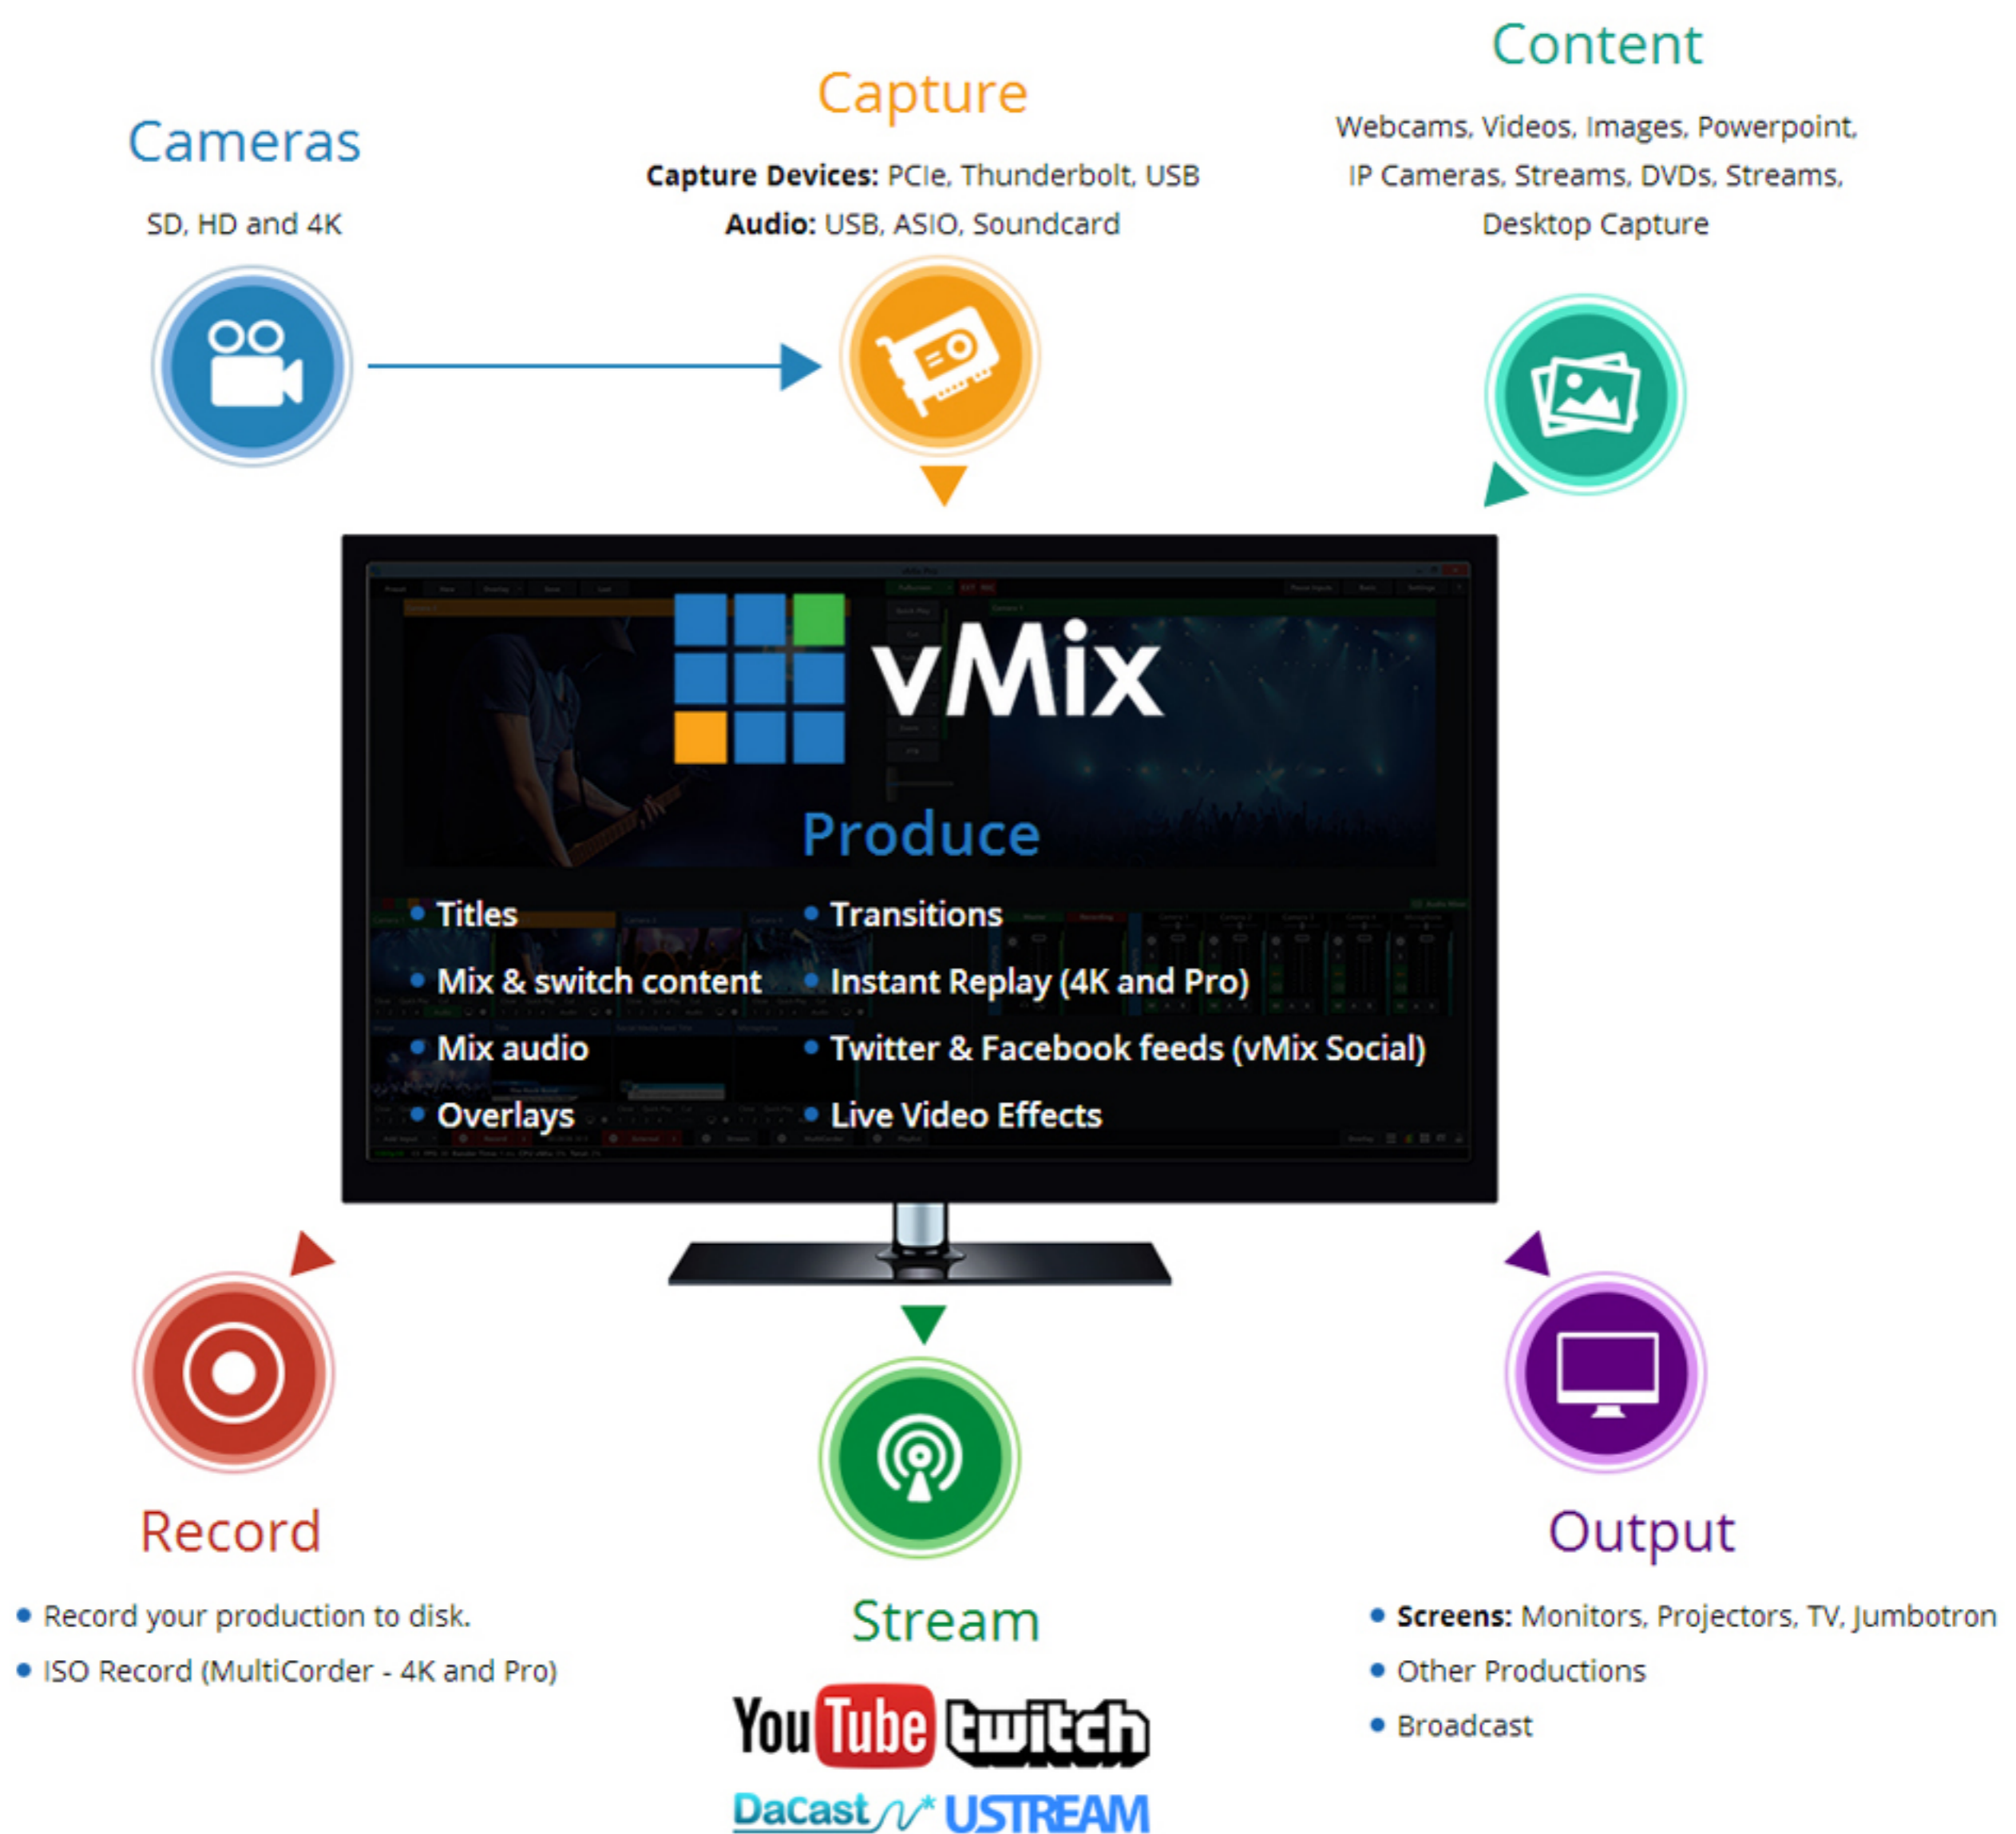 Content
Capture
Cameras
Webcams, Videos, Images, Powerpoint,
IP Cameras, Streams, DVDs, Streams,
Desktop Capture
Capture Devices: PCIe, Thunderbolt, USB
Audio: USB, ASIO, Soundcard
SD, HD and 4K
vMix
Produce
Titles
Mix & switch content
Mix audio
Overlays
Transitions
Instant Replay (4K and Pro)
Twitter & Facebook feeds (vMix Social)
Live Video Effects
Record
Record your production to disk.
ISO Record (MultiCorder - 4K and Pro)
Stream
YouTube twitch
DaCast USTREAM
Output
Screens: Monitors, Projectors, TV, Jumbotron
Other Productions
Broadcast